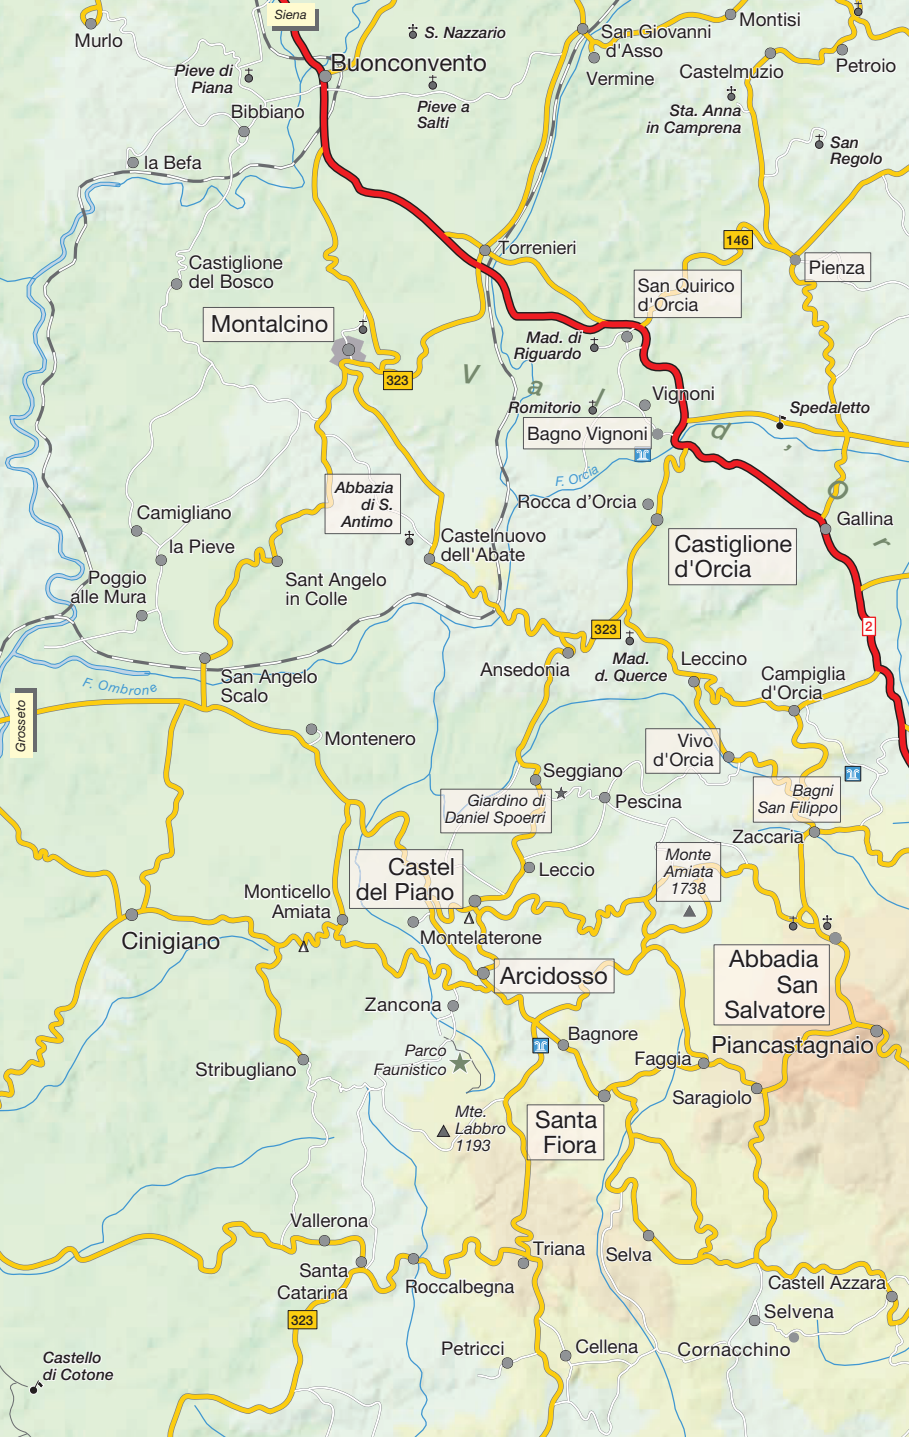 Siena
Murlo
S. Nazzario
San Giovanni
d'Asso
Montisi
Buonconvento
Vermine
Castelmuzio
Petroio
Pieve di
Piana
Pieve a
Salti
Sta. Anna
in Camprena
Bibbiano
San
Regolo
la Befa
146
Torrenieri
Pienza
Castiglione
del Bosco
San Quirico
d'Orcia
Montalcino
Mad. di
Riguardo
323
Val d'Or
Vignoni
Romitorio
Spedaletto
Bagno Vignoni
F. Orcia
Abbazia
di S.
Antimo
Rocca d'Orcia
Camigliano
Gallina
la Pieve
Castelnuovo
dell'Abate
Castiglione
d'Orcia
Poggio
alle Mura
Sant Angelo
in Colle
323
2
Mad.
d. Querce
Ansedonia
Leccino
San Angelo
Scalo
Campiglia
d'Orcia
F. Ombrone
Grosseto
Montenero
Vivo
d'Orcia
Seggiano
Giardino di
Daniel Spoerri
Pescina
Bagni
San Filippo
Zaccaria
Castel
del Piano
Leccio
Monte
Amiata
1738
Monticello
Amiata
Cinigiano
Montelaterone
Arcidosso
Abbadia
San
Salvatore
Zancona
Bagnore
Piancastagnaio
Parco
Faunistico
Faggia
Stribugliano
Saragiolo
Mte.
Labbro
1193
Santa
Fiora
Vallerona
Triana
Selva
Santa
Catarina
Roccalbegna
Castell Azzara
323
Selvena
Petricci
Cellena
Cornacchino
Castello
di Cotone